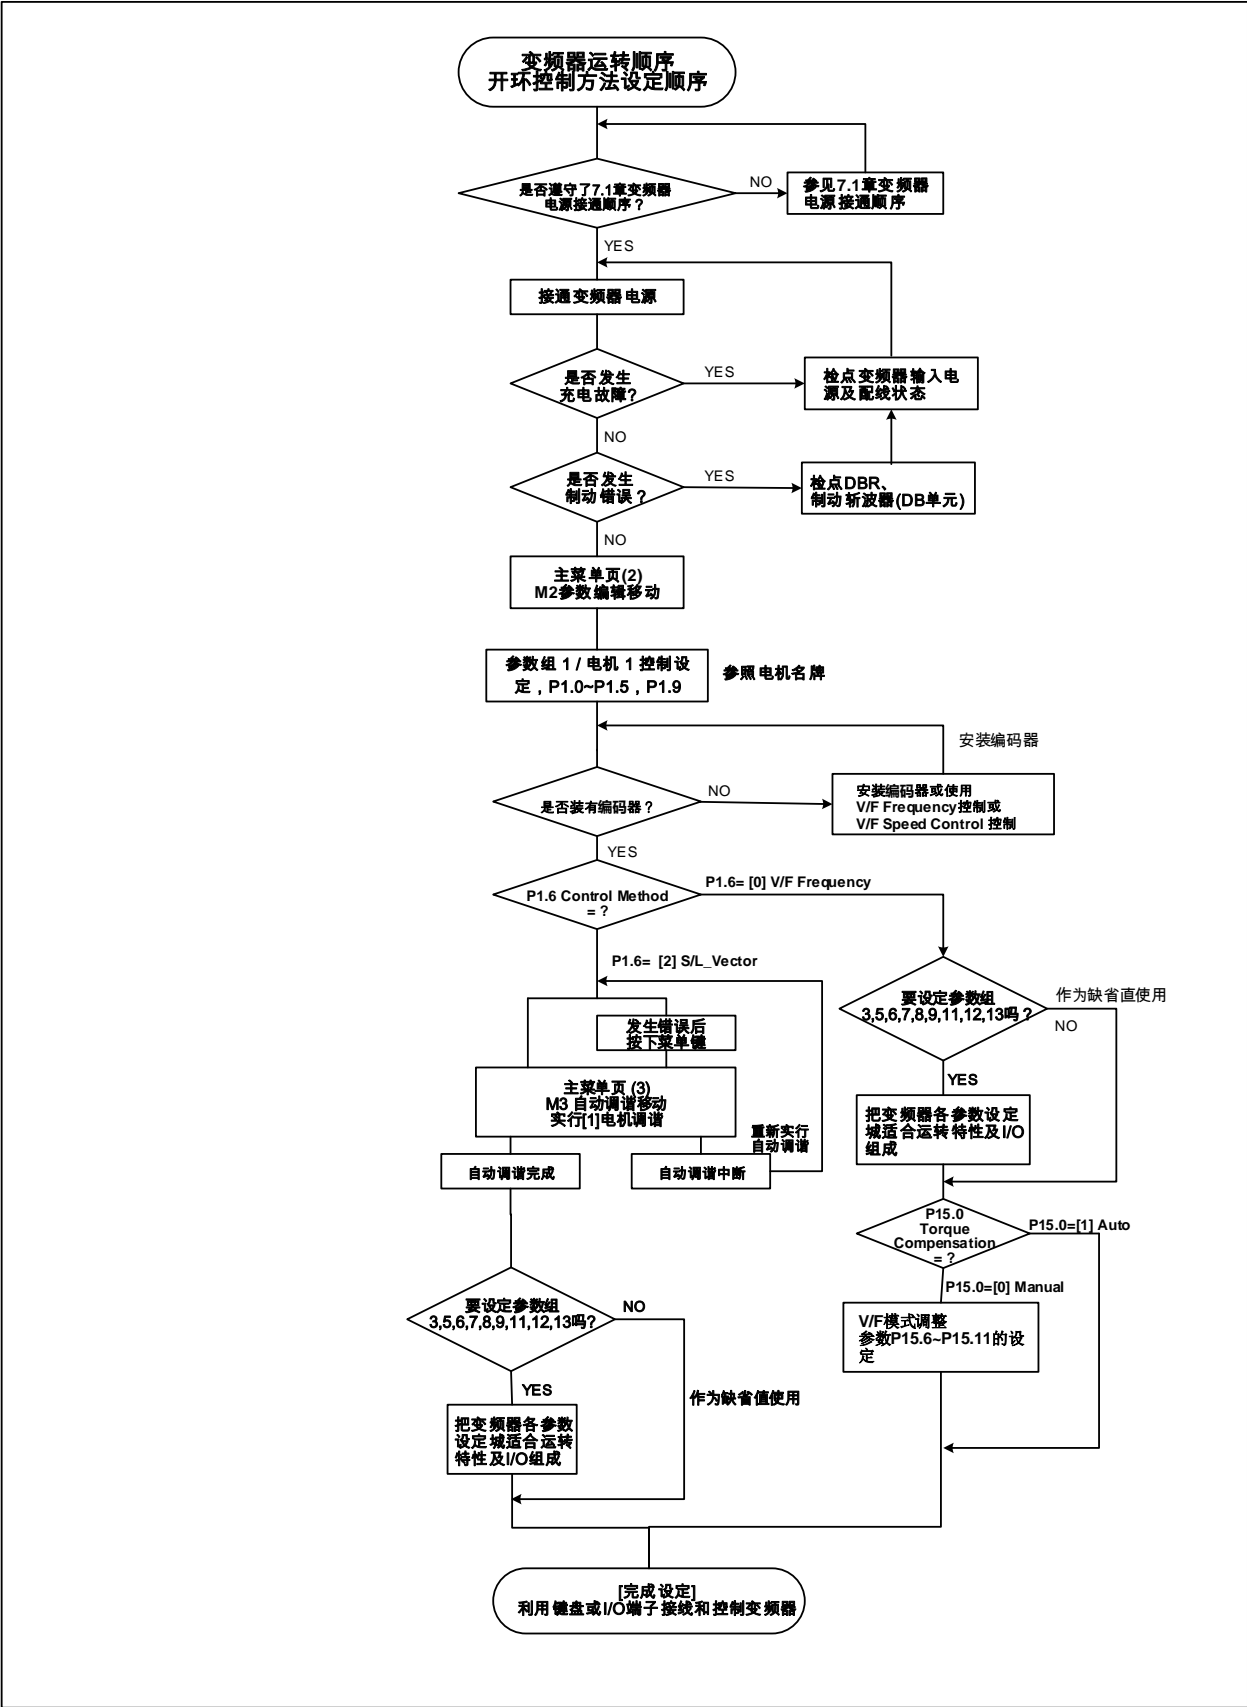 变频器运转顺序
开环控制方法设定顺序
是否遵守了7.1章变频器
电源接通顺序？
NO
参见7.1章变频器
电源接通顺序
YES
接通变频器电源
是否发生
充电故障?
YES
检点变频器输入电
源及配线状态
NO
是否发生
制动错误？
YES
检点DBR、
制动斩波器(DB单元)
NO
主菜单页(2)
M2参数编辑移动
参数组 1 / 电机 1 控制设
定，P1.0~P1.5，P1.9
参照电机名牌
安装编码器
是否装有编码器？
NO
安装编码器或使用
V/F Frequency控制或
V/F Speed Control 控制
YES
P1.6 Control Method
= ?
P1.6= [0] V/F Frequency
P1.6= [2] S/L_Vector
发生错误后
按下菜单键
主菜单页 (3)
M3 自动调谐移动
实行[1]电机调谐
重新实行
自动调谐
自动调谐完成
自动调谐中断
要设定参数组
3,5,6,7,8,9,11,12,13吗？
作为缺省直使用
NO
YES
把变频器各参数设定
城适合运转特性及I/O
组成
P15.0
Torque
Compensation
= ?
P15.0=[1] Auto
P15.0=[0] Manual
V/F模式调整
参数P15.6~P15.11的设
定
要设定参数组
3,5,6,7,8,9,11,12,13吗?
NO
YES
作为缺省值使用
把变频器各参数
设定城适合运转
特性及I/O组成
[完成设定]
利用键盘或I/O端子接线和控制变频器